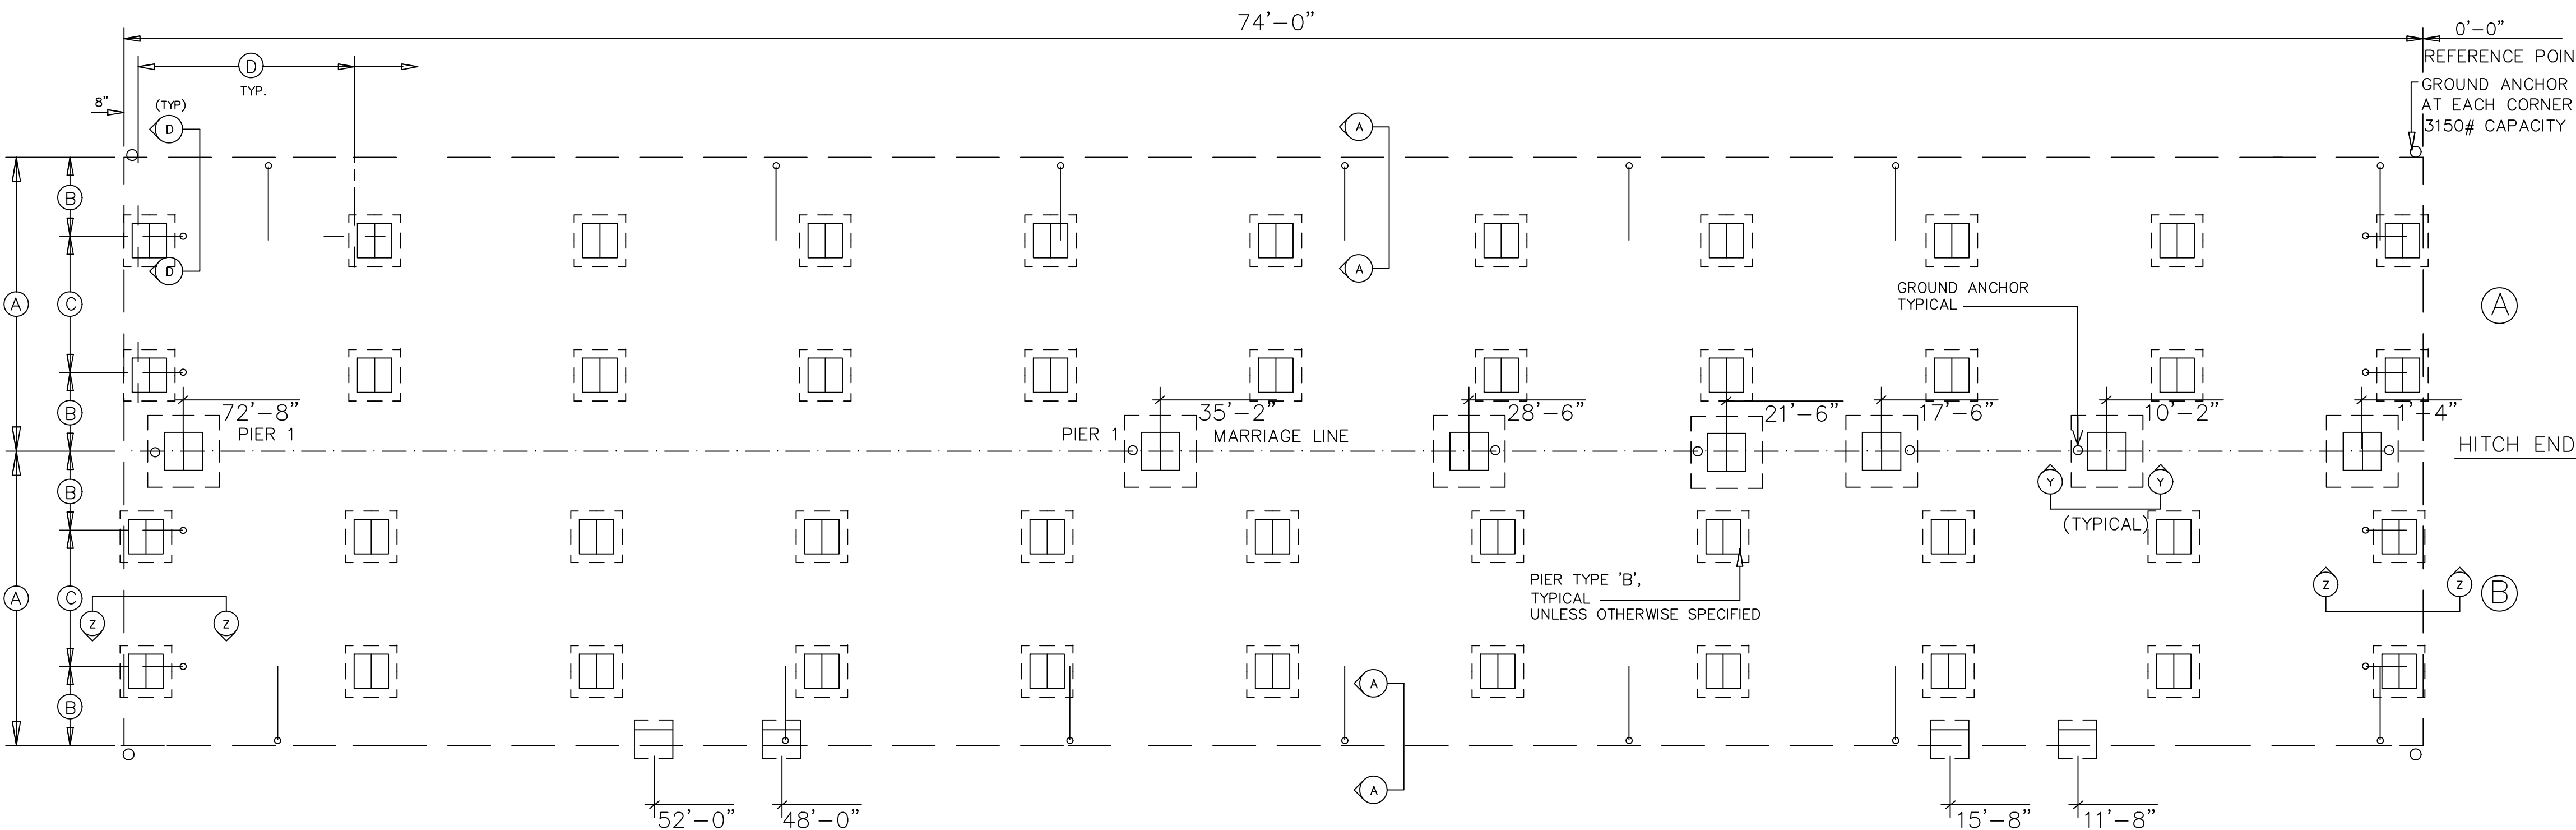 74'-0"
0'-0"
REFERENCE POIN
D
TYP.
GROUND ANCHOR
AT EACH CORNER
3150# CAPACITY
8"
(TYP)
D
A
B
D
A
A
C
GROUND ANCHOR
TYPICAL
A
B
72'-8"
PIER 1
PIER 1
35'-2"
MARRIAGE LINE
28'-6"
21'-6"
17'-6"
10'-2"
1'-4"
HITCH END
B
Y
Y
(TYPICAL)
PIER TYPE 'B',
TYPICAL
UNLESS OTHERWISE SPECIFIED
A
C
Z
Z
Z
Z
B
B
A
A
52'-0"
48'-0"
15'-8"
11'-8"